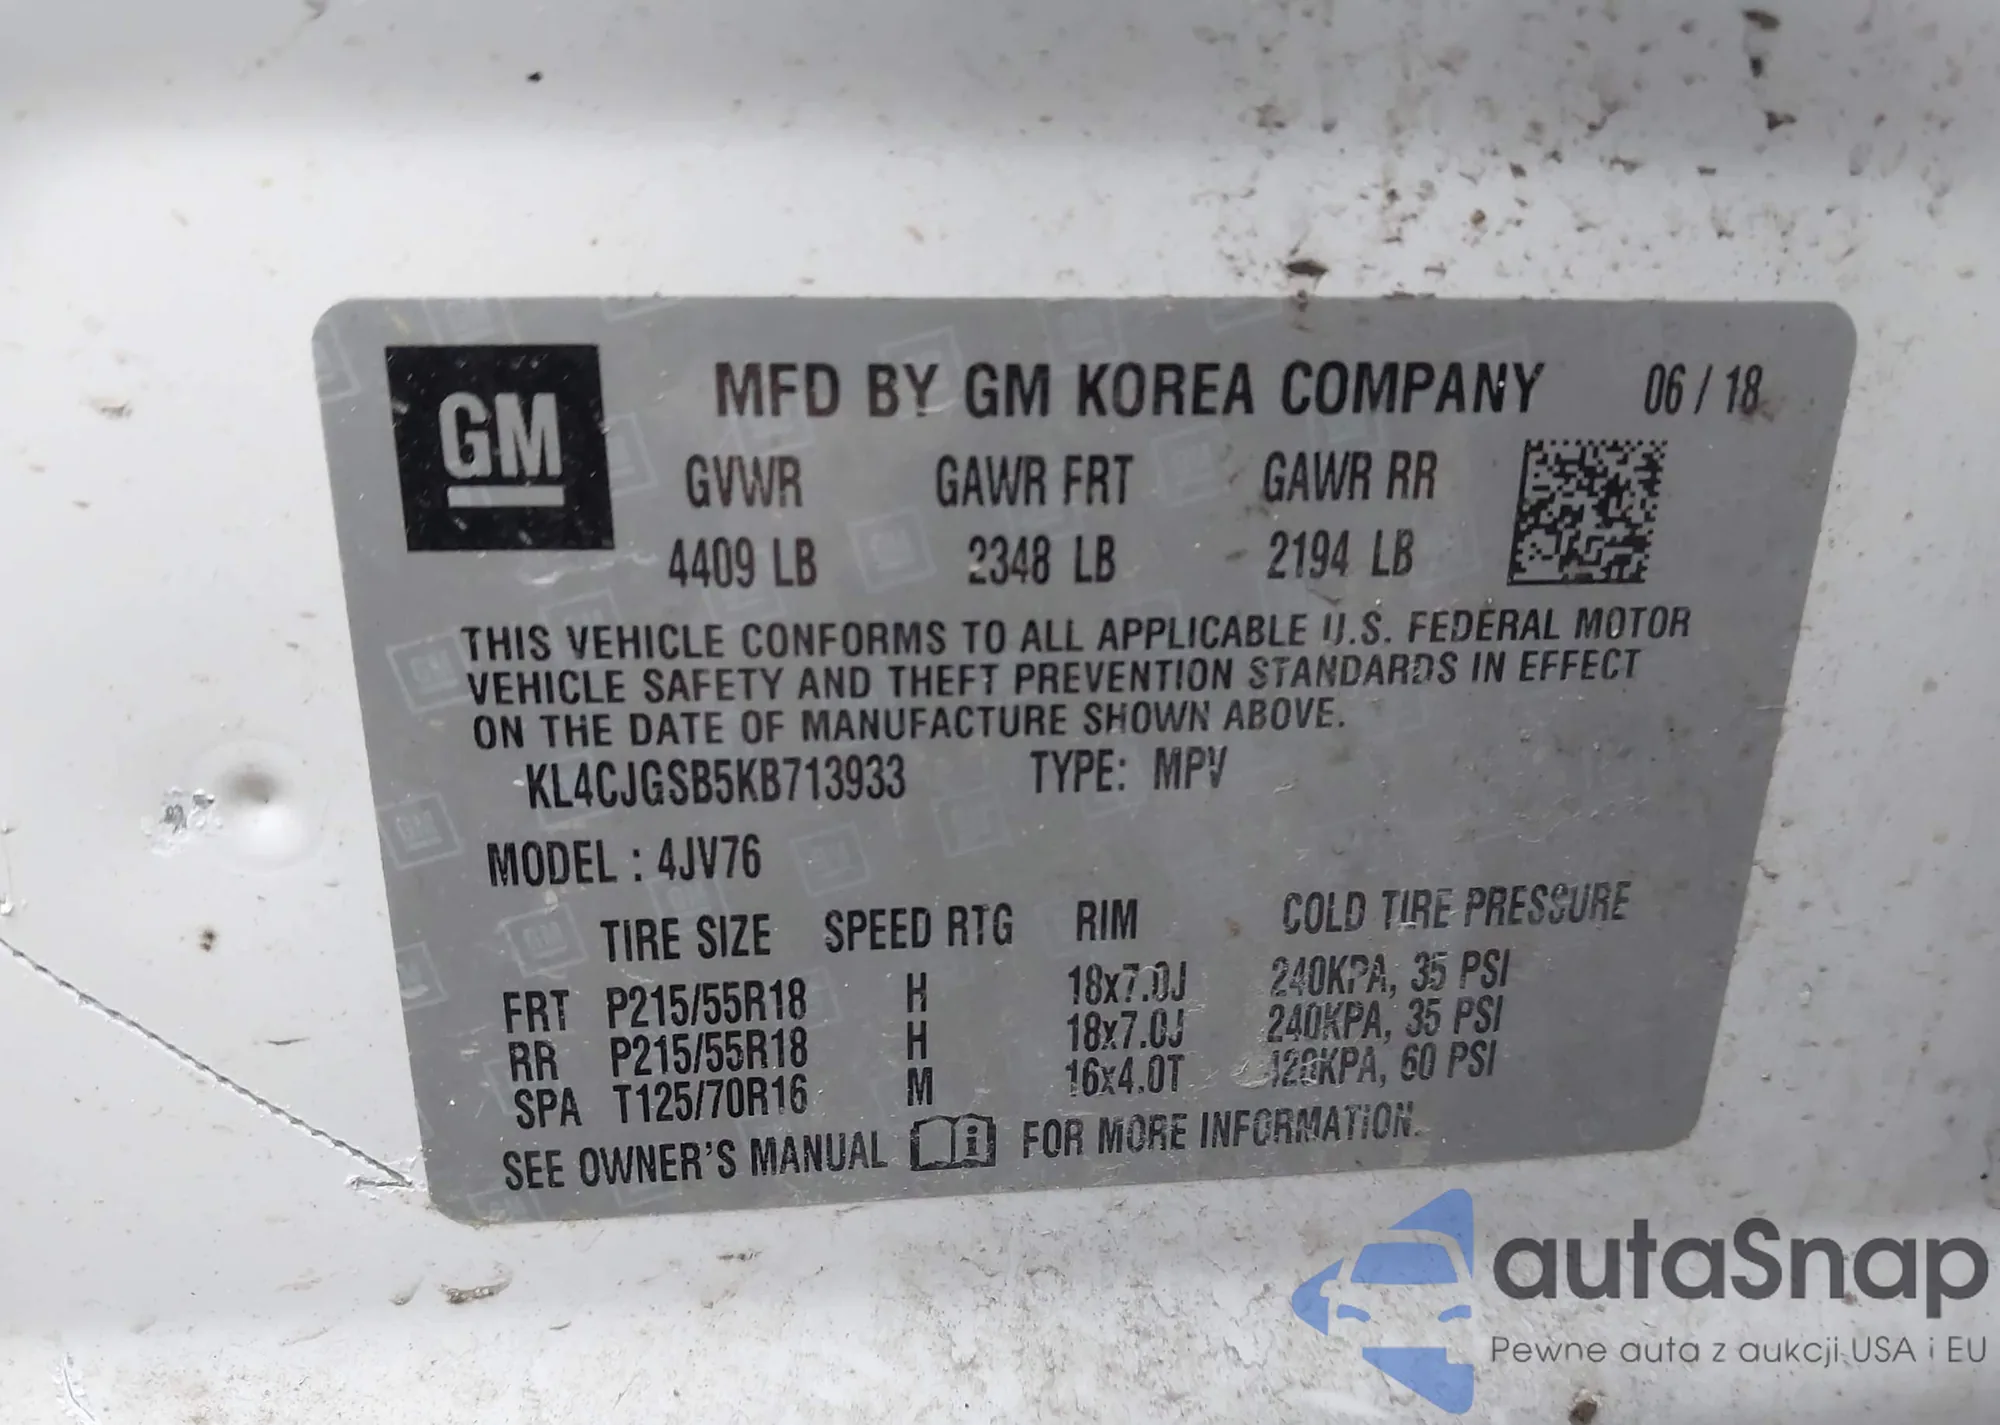 GM
MFD BY GM KOREA COMPANY 06 / 18
GVWR GAWR FRT GAWR RR
4409 LB 2348 LB 2194 LB
THIS VEHICLE CONFORMS TO ALL APPLICABLE U.S. FEDERAL MOTOR
VEHICLE SAFETY AND THEFT PREVENTION STANDARDS IN EFFECT
ON THE DATE OF MANUFACTURE SHOWN ABOVE.
KL4CJGSB5KB713933 TYPE: MPV
MODEL : 4JV76
TIRE SIZE SPEED RTG RIM COLD TIRE PRESSURE
FRT P215/55R18 H 18x7.0J 240KPA, 35 PSI
RR P215/55R18 H 18x7.0J 240KPA, 35 PSI
SPA T125/70R16 M 16x4.0T 420KPA, 60 PSI
SEE OWNER'S MANUAL FOR MORE INFORMATION.
autaSnap
Pewne auta z aukcji USA i EU